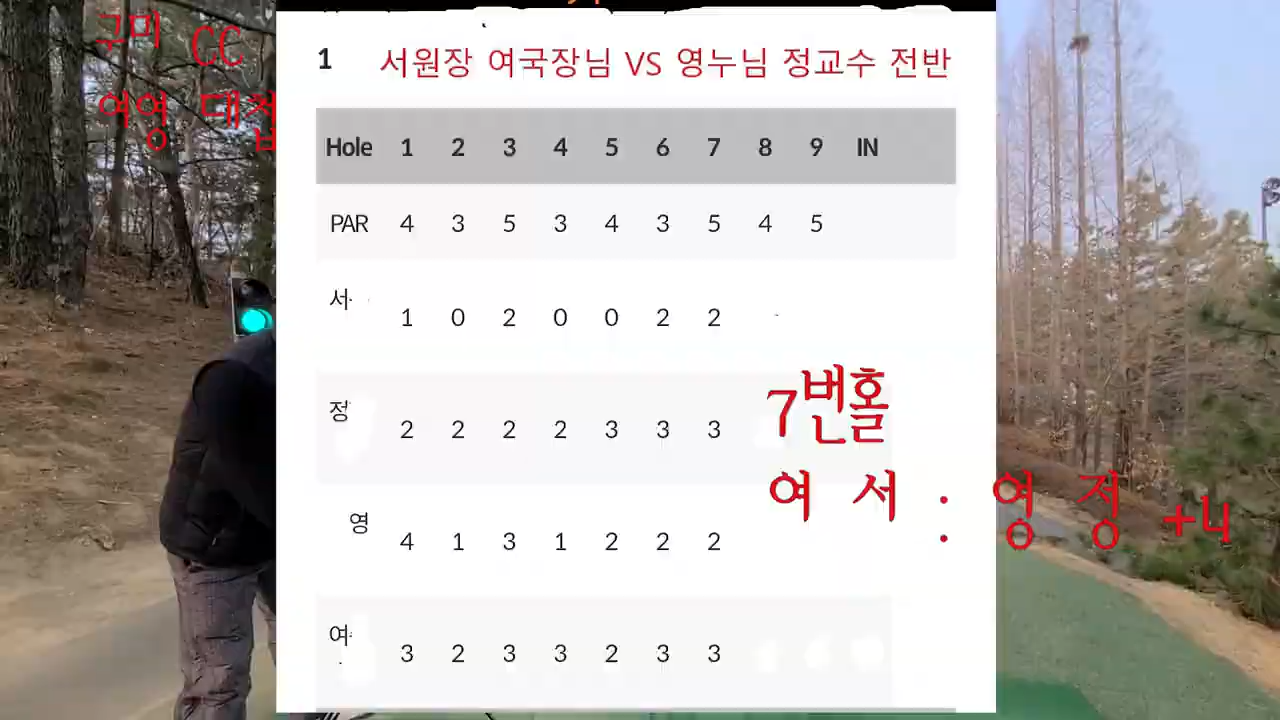 구미 CC
여영 대첩
1 서원장 여국장님 VS 영누님 정교수 전반
Hole 1 2 3 4 5 6 7 8 9 IN
PAR 4 3 5 3 4 3 5 4 5
서 1 0 2 0 0 2 2
정 2 2 2 2 3 3 3
7번홀
여 서 : 영 정 +4
영 4 1 3 1 2 2 2
여 3 2 3 3 2 3 3